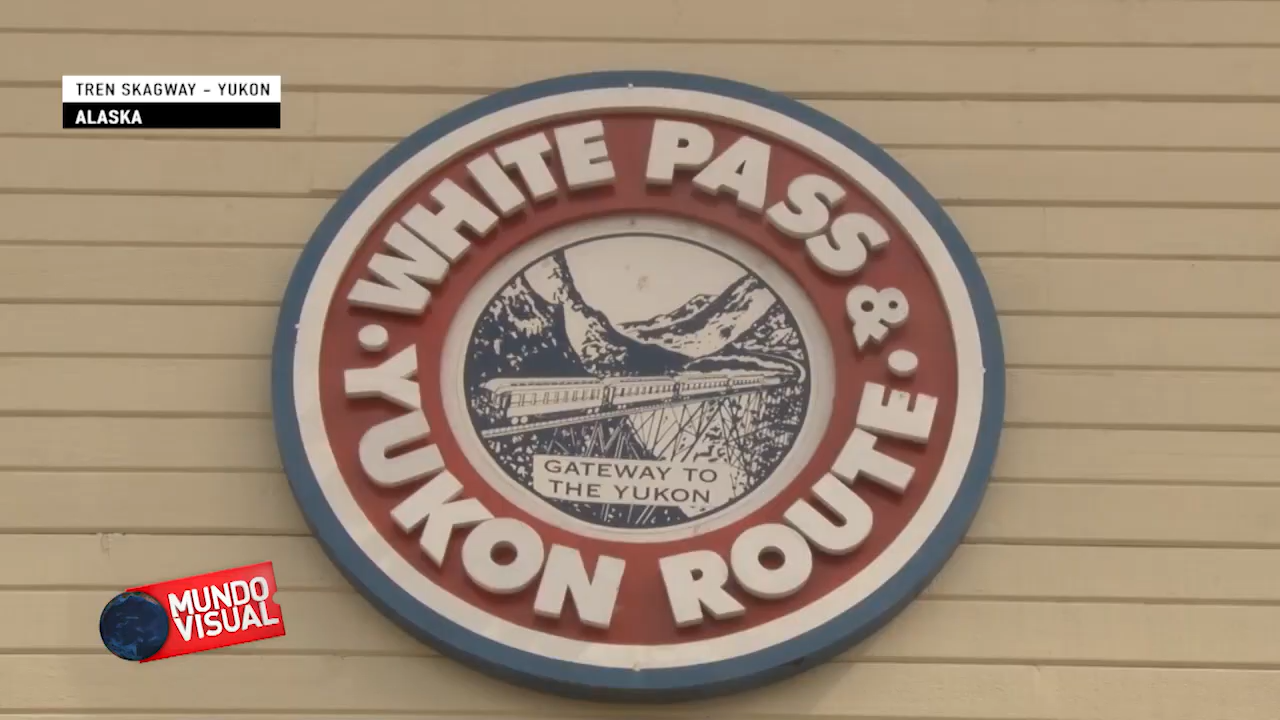 TREN SKAGWAY - YUKON
ALASKA
WHITE PASS &
• YUKON ROUTE •
GATEWAY TO
THE YUKON
MUNDO
VISUAL